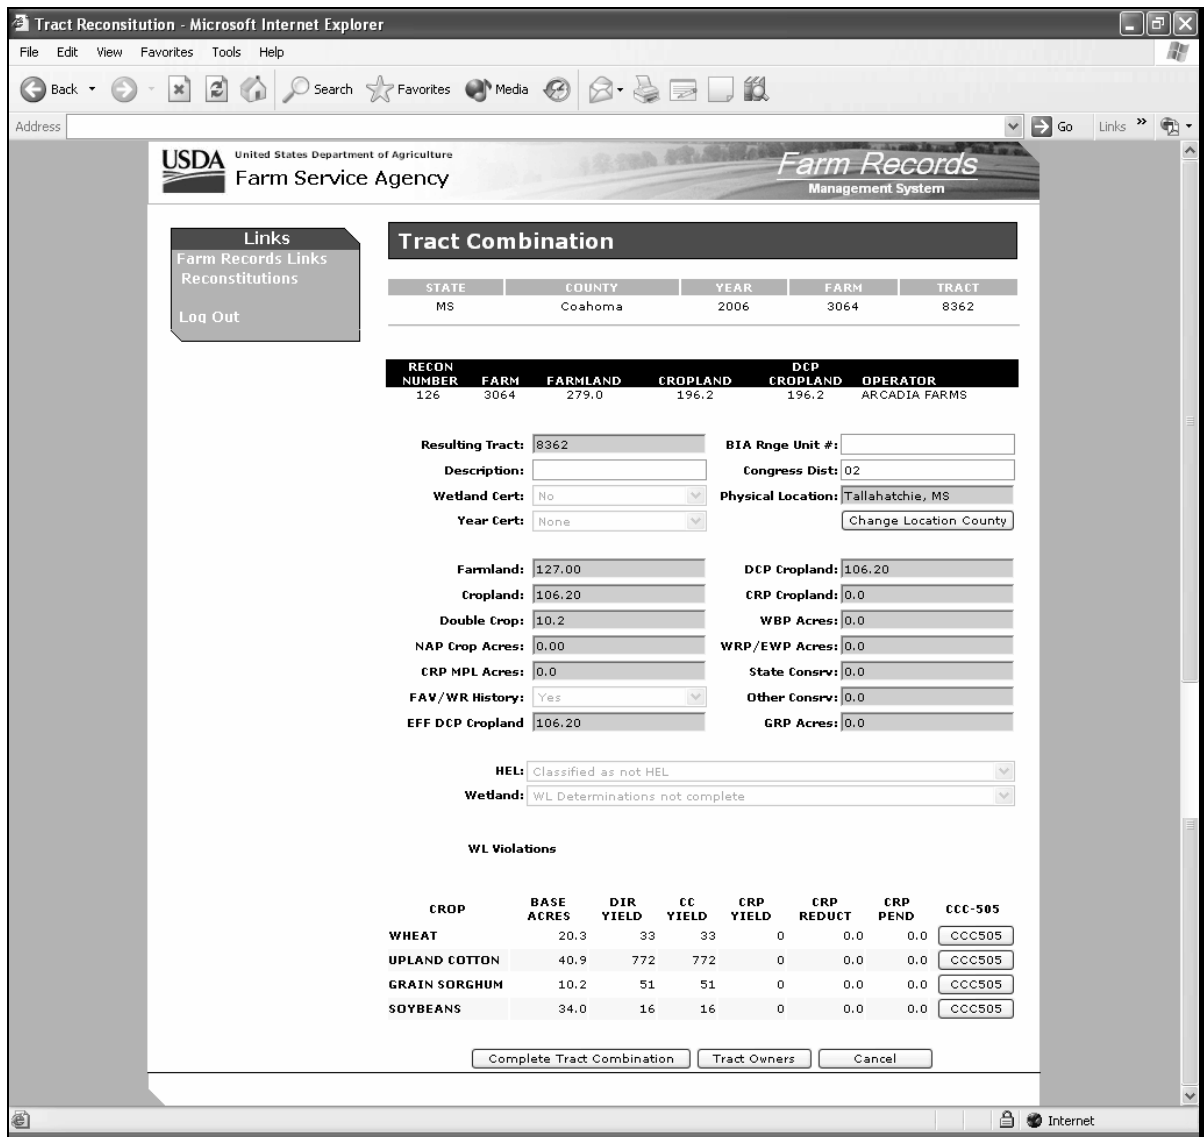 Tract Reconsitution - Microsoft Internet Explorer
File Edit View Favorites Tools Help
Back Search Favorites Media
Address Go Links »
USDA United States Department of Agriculture
Farm Service Agency
Farm Records
Management System
Links
Farm Records Links
Reconstitutions
Log Out
Tract Combination
STATE COUNTY YEAR FARM TRACT
MS Coahoma 2006 3064 8362
RECON NUMBER FARM FARMLAND CROPLAND DCP CROPLAND OPERATOR
126 3064 279.0 196.2 196.2 ARCADIA FARMS
Resulting Tract: 8362 BIA Rnge Unit #:
Description: Congress Dist: 02
Wetland Cert: No Physical Location: Tallahatchie, MS
Year Cert: None Change Location County
Farmland: 127.00 DCP Cropland: 106.20
Cropland: 106.20 CRP Cropland: 0.0
Double Crop: 10.2 WBP Acres: 0.0
NAP Crop Acres: 0.00 WRP/EWP Acres: 0.0
CRP MPL Acres: 0.0 State Consrv: 0.0
FAV/WR History: Yes Other Consrv: 0.0
EFF DCP Cropland 106.20 GRP Acres: 0.0
HEL: Classified as not HEL
Wetland: WL Determinations not complete
WL Violations
CROP BASE ACRES DIR YIELD CC YIELD CRP YIELD CRP REDUCT CRP PEND CCC-505
WHEAT 20.3 33 33 0 0.0 0.0 CCC505
UPLAND COTTON 40.9 772 772 0 0.0 0.0 CCC505
GRAIN SORGHUM 10.2 51 51 0 0.0 0.0 CCC505
SOYBEANS 34.0 16 16 0 0.0 0.0 CCC505
Complete Tract Combination Tract Owners Cancel
Internet